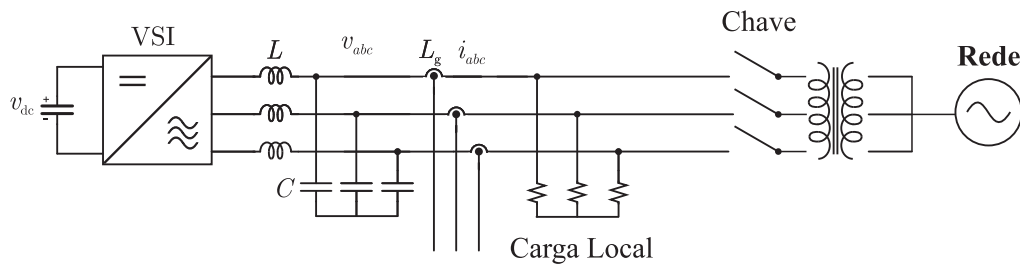 VSI
Chave
L
v_abc
L_g
i_abc
Rede
v_dc
+
-
C
Carga Local